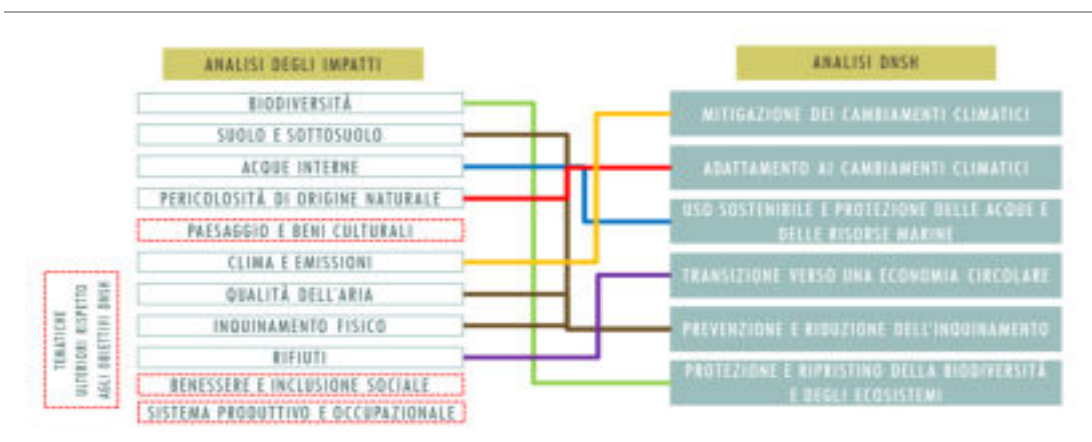 ANALISI DEGLI IMPATTI
BIODIVERSITÀ
SUOLO E SOTTOSUOLO
ACQUE INTERNE
PERICOLOSITÀ DI ORIGINE NATURALE
PAESAGGIO E BENI CULTURALI
CLIMA E EMISSIONI
QUALITÀ DELL'ARIA
INQUINAMENTO FISICO
RIFIUTI
BENESSERE E INCLUSIONE SOCIALE
SISTEMA PRODUTTIVO E OCCUPAZIONALE
TEMATICHE
ULTERIORI RISPETTO
AGLI OBIETTIVI DNSH
ANALISI DNSH
MITIGAZIONE DEI CAMBIAMENTI CLIMATICI
ADATTAMENTO AI CAMBIAMENTI CLIMATICI
USO SOSTENIBILE E PROTEZIONE DELLE ACQUE E
DELLE RISORSE MARINE
TRANSIZIONE VERSO UNA ECONOMIA CIRCOLARE
PREVENZIONE E RIDUZIONE DELL'INQUINAMENTO
PROTEZIONE E RIPRISTINO DELLA BIODIVERSITÀ
E DEGLI ECOSISTEMI